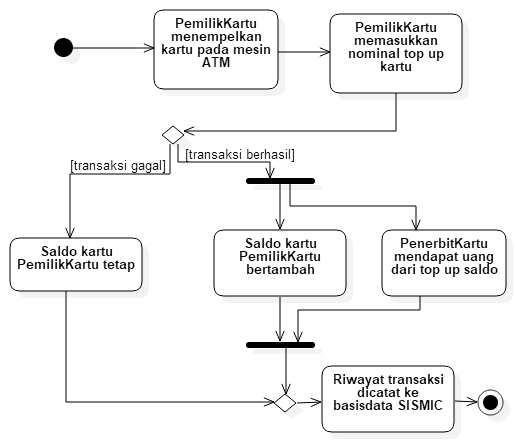 PemilikKartu
menempelkan
kartu pada mesin
ATM
PemilikKartu
memasukkan
nominal top up
kartu
[transaksi gagal]
[transaksi berhasil]
Saldo kartu
PemilikKartu tetap
Saldo kartu
PemilikKartu
bertambah
PenerbitKartu
mendapat uang
dari top up saldo
Riwayat transaksi
dicatat ke
basisdata SISMIC